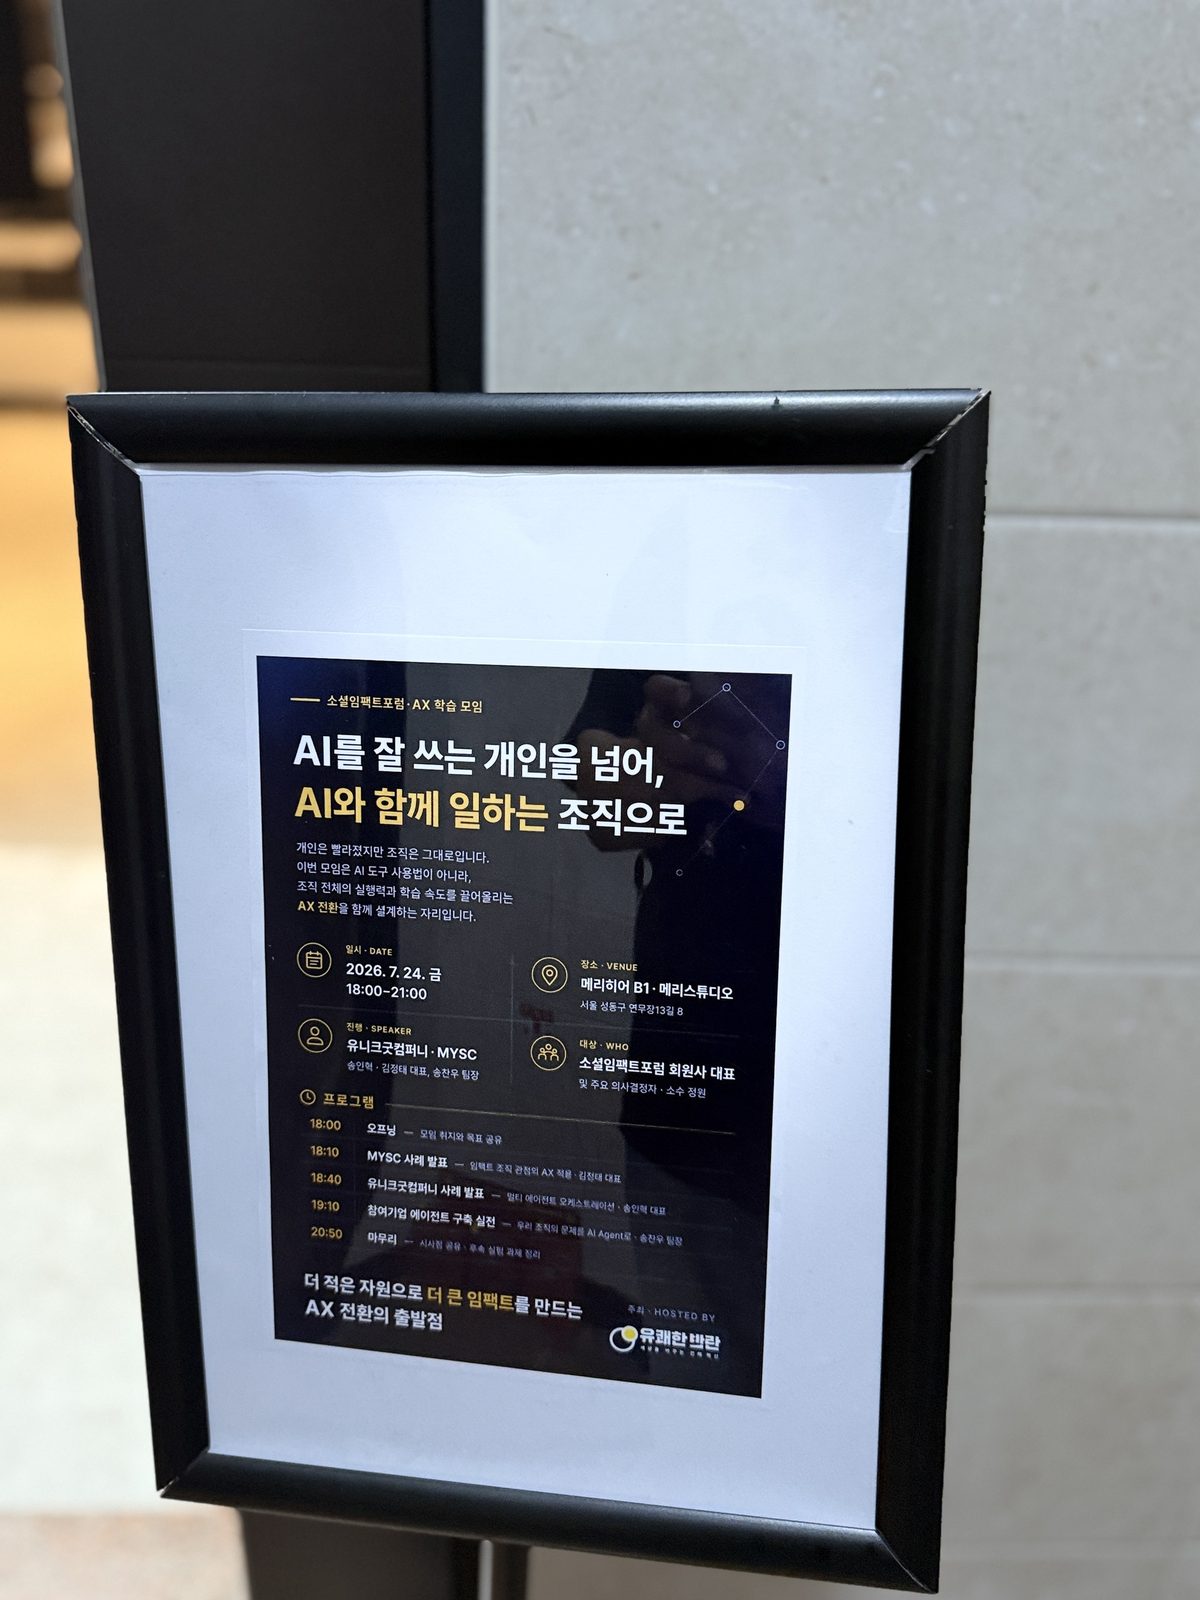 소셜임팩트포럼·AX 학습 모임
AI를 잘 쓰는 개인을 넘어,
AI와 함께 일하는 조직으로
개인은 빨라졌지만 조직은 그대로입니다.
이번 모임은 AI 도구 사용법이 아니라,
조직 전체의 실행력과 학습 속도를 끌어올리는
AX 전환을 함께 설계하는 자리입니다.
일시 · DATE
2026. 7. 24. 금
18:00–21:00
장소 · VENUE
메리히어 B1 · 메리스튜디오
서울 성동구 연무장13길 8
진행 · SPEAKER
유니크굿컴퍼니 · MYSC
송인혁 · 김정태 대표, 송찬우 팀장
대상 · WHO
소셜임팩트포럼 회원사 대표
및 주요 의사결정자 · 소수 정원
프로그램
18:00 오프닝 — 모임 취지와 목표 공유
18:10 MYSC 사례 발표 — 임팩트 조직 관점의 AX 적용 · 김정태 대표
18:40 유니크굿컴퍼니 사례 발표 — 멀티 에이전트 오케스트레이션 · 송인혁 대표
19:10 참여기업 에이전트 구축 실전 — 우리 조직의 문제를 AI Agent로 · 송찬우 팀장
20:50 마무리 — 시사점 공유 · 후속 실험 과제 정리
더 적은 자원으로 더 큰 임팩트를 만드는
AX 전환의 출발점
주최 · HOSTED BY
유쾌한반란